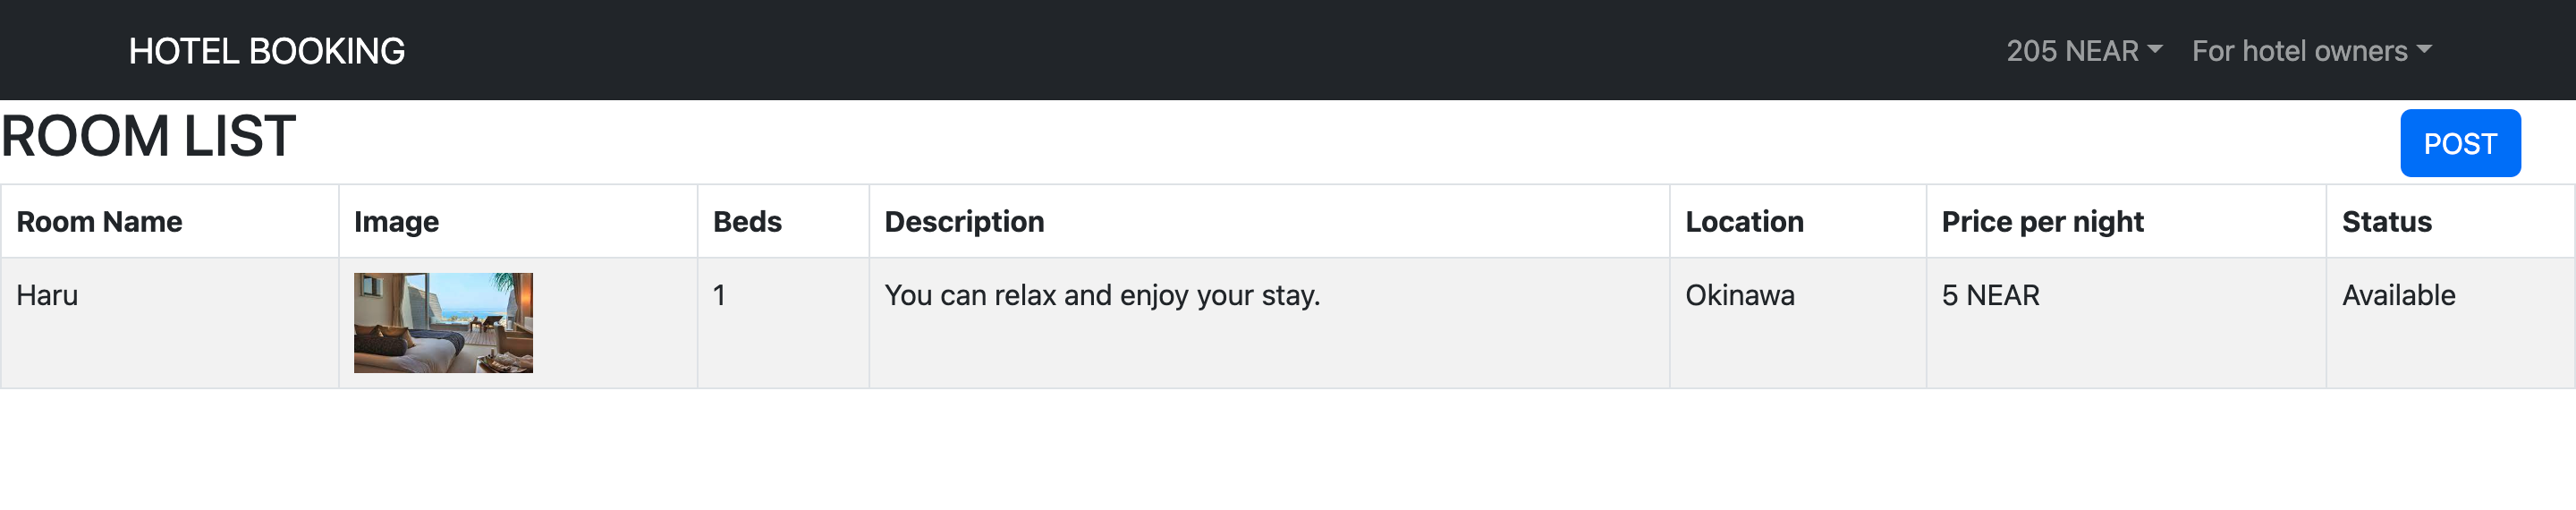 HOTEL BOOKING 205 NEAR For hotel owners
ROOM LIST POST
Room Name Image Beds Description Location Price per night Status
Haru 1 You can relax and enjoy your stay. Okinawa 5 NEAR Available